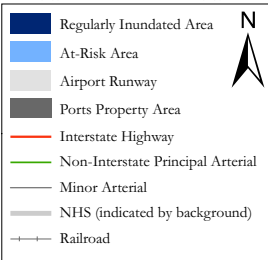 N
Regularly Inundated Area
At-Risk Area
Airport Runway
Ports Property Area
Interstate Highway
Non-Interstate Principal Arterial
Minor Arterial
NHS (indicated by background)
Railroad